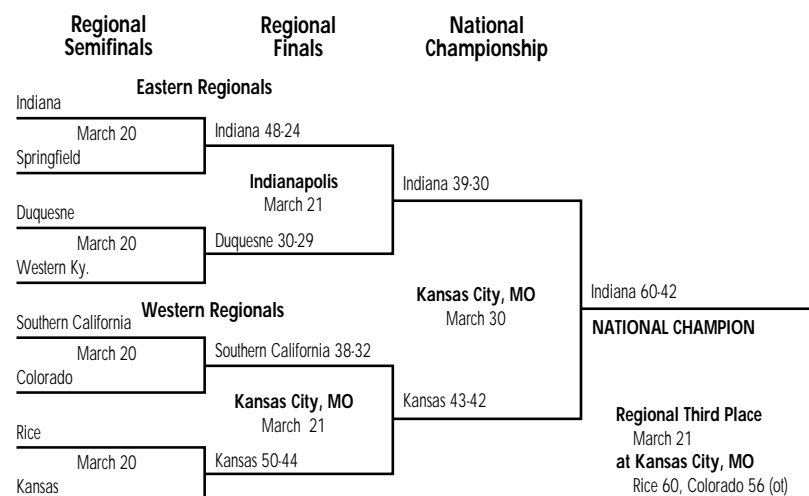 Regional Semifinals
Regional Finals
National Championship
Eastern Regionals
Indiana
March 20
Springfield
Indiana 48-24
Indianapolis
March 21
Duquesne
March 20
Western Ky.
Duquesne 30-29
Indiana 39-30
Western Regionals
Southern California
March 20
Colorado
Southern California 38-32
Kansas City, MO
March 21
Rice
March 20
Kansas
Kansas 50-44
Kansas 43-42
Kansas City, MO
March 30
Indiana 60-42
NATIONAL CHAMPION
Regional Third Place
March 21
at Kansas City, MO
Rice 60, Colorado 56 (ot)